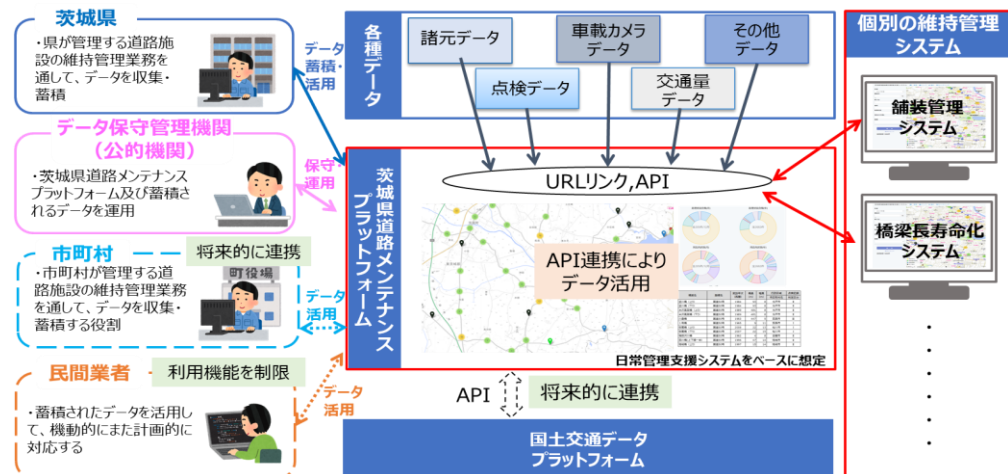 茨城県
・県が管理する道路施
設の維持管理業務を
通して、データを収集・
蓄積
データ
蓄積・
活用
データ保守管理機関
（公的機関）
・茨城県道路メンテナンス
プラットフォーム及び蓄積さ
れるデータを運用
保守・
運用
市町村
将来的に連携
・市町村が管理する道
路施設の維持管理業務
を通して、データを収集・
蓄積する役割
町役場
データ
活用
民間業者
利用機能を制限
・蓄積されたデータを活用し
て、機動的にまた計画的に
対応する
データ
活用
各種データ
諸元データ
点検データ
車載カメラ
データ
交通量
データ
その他
データ
茨城県道路メンテナンス
プラットフォーム
URLリンク,API
API連携により
データ活用
日常管理支援システムをベースに想定
API
将来的に連携
国土交通データ
プラットフォーム
個別の維持管理
システム
舗装管理
システム
橋梁長寿命化
システム
・
・
・
・
・
・